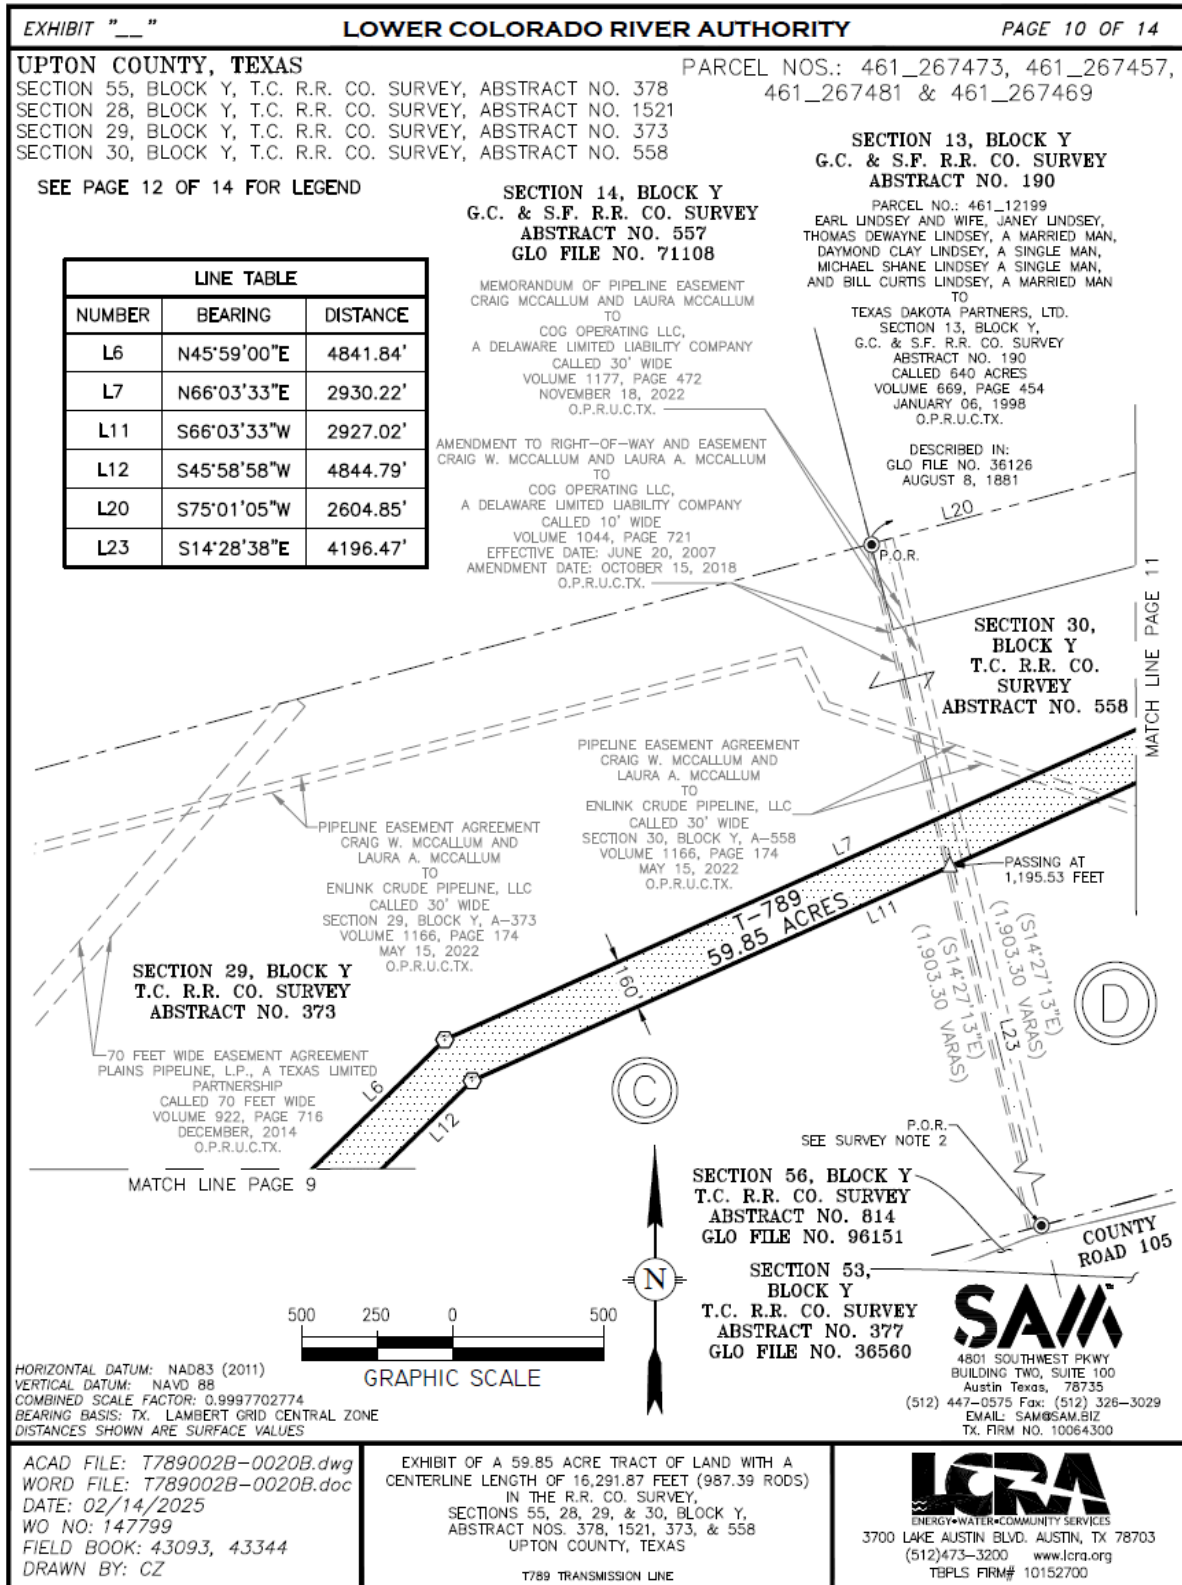 EXHIBIT "__"
LOWER COLORADO RIVER AUTHORITY
PAGE 10 OF 14
UPTON COUNTY, TEXAS
SECTION 55, BLOCK Y, T.C. R.R. CO. SURVEY, ABSTRACT NO. 378
SECTION 28, BLOCK Y, T.C. R.R. CO. SURVEY, ABSTRACT NO. 1521
SECTION 29, BLOCK Y, T.C. R.R. CO. SURVEY, ABSTRACT NO. 373
SECTION 30, BLOCK Y, T.C. R.R. CO. SURVEY, ABSTRACT NO. 558
PARCEL NOS.: 461_267473, 461_267457,
461_267481 & 461_267469
SEE PAGE 12 OF 14 FOR LEGEND
LINE TABLE
NUMBER BEARING DISTANCE
L6 N45°59'00"E 4841.84'
L7 N66°03'33"E 2930.22'
L11 S66°03'33"W 2927.02'
L12 S45°58'58"W 4844.79'
L20 S75°01'05"W 2604.85'
L23 S14°28'38"E 4196.47'
SECTION 14, BLOCK Y
G.C. & S.F. R.R. CO. SURVEY
ABSTRACT NO. 557
GLO FILE NO. 71108
MEMORANDUM OF PIPELINE EASEMENT
CRAIG MCCALLUM AND LAURA MCCALLUM
TO
COG OPERATING LLC,
A DELAWARE LIMITED LIABILITY COMPANY
CALLED 30' WIDE
VOLUME 1177, PAGE 472
NOVEMBER 18, 2022
O.P.R.U.C.TX.
AMENDMENT TO RIGHT-OF-WAY AND EASEMENT
CRAIG W. MCCALLUM AND LAURA A. MCCALLUM
TO
COG OPERATING LLC,
A DELAWARE LIMITED LIABILITY COMPANY
CALLED 10' WIDE
VOLUME 1044, PAGE 721
EFFECTIVE DATE: JUNE 20, 2007
AMENDMENT DATE: OCTOBER 15, 2018
O.P.R.U.C.TX.
SECTION 13, BLOCK Y
G.C. & S.F. R.R. CO. SURVEY
ABSTRACT NO. 190
PARCEL NO.: 461_12199
EARL LINDSEY AND WIFE, JANEY LINDSEY,
THOMAS DEWAYNE LINDSEY, A MARRIED MAN,
DAYMOND CLAY LINDSEY, A SINGLE MAN,
MICHAEL SHANE LINDSEY A SINGLE MAN,
AND BILL CURTIS LINDSEY, A MARRIED MAN
TO
TEXAS DAKOTA PARTNERS, LTD.
SECTION 13, BLOCK Y,
G.C. & S.F. R.R. CO. SURVEY
ABSTRACT NO. 190
CALLED 640 ACRES
VOLUME 669, PAGE 454
JANUARY 06, 1998
O.P.R.U.C.TX.
DESCRIBED IN:
GLO FILE NO. 36126
AUGUST 8, 1881
L20
P.O.R.
MATCH LINE PAGE 11
SECTION 30,
BLOCK Y
T.C. R.R. CO.
SURVEY
ABSTRACT NO. 558
PIPELINE EASEMENT AGREEMENT
CRAIG W. MCCALLUM AND
LAURA A. MCCALLUM
TO
ENLINK CRUDE PIPELINE, LLC
CALLED 30' WIDE
SECTION 30, BLOCK Y, A-558
VOLUME 1166, PAGE 174
MAY 15, 2022
O.P.R.U.C.TX.
PIPELINE EASEMENT AGREEMENT
CRAIG W. MCCALLUM AND
LAURA A. MCCALLUM
TO
ENLINK CRUDE PIPELINE, LLC
CALLED 30' WIDE
SECTION 29, BLOCK Y, A-373
VOLUME 1166, PAGE 174
MAY 15, 2022
O.P.R.U.C.TX.
L7
T-789
59.85 ACRES
L11
160'
PASSING AT
1,195.53 FEET
(S14°27'13"E)
(1,903.30 VARAS)
L23
(S14°27'13"E)
(1,903.30 VARAS)
D
C
SECTION 29, BLOCK Y
T.C. R.R. CO. SURVEY
ABSTRACT NO. 373
70 FEET WIDE EASEMENT AGREEMENT
PLAINS PIPELINE, L.P., A TEXAS LIMITED
PARTNERSHIP
CALLED 70 FEET WIDE
VOLUME 922, PAGE 716
DECEMBER, 2014
O.P.R.U.C.TX.
L6
L12
MATCH LINE PAGE 9
P.O.R.
SEE SURVEY NOTE 2
SECTION 56, BLOCK Y
T.C. R.R. CO. SURVEY
ABSTRACT NO. 814
GLO FILE NO. 96151
COUNTY
ROAD 105
SECTION 53,
BLOCK Y
T.C. R.R. CO. SURVEY
ABSTRACT NO. 377
GLO FILE NO. 36560
N
500 250 0 500
GRAPHIC SCALE
SAM
4801 SOUTHWEST PKWY
BUILDING TWO, SUITE 100
Austin Texas, 78735
(512) 447-0575 Fax: (512) 326-3029
EMAIL: SAM@SAM.BIZ
TX. FIRM NO. 10064300
HORIZONTAL DATUM: NAD83 (2011)
VERTICAL DATUM: NAVD 88
COMBINED SCALE FACTOR: 0.9997702774
BEARING BASIS: TX. LAMBERT GRID CENTRAL ZONE
DISTANCES SHOWN ARE SURFACE VALUES
ACAD FILE: T789002B-0020B.dwg
WORD FILE: T789002B-0020B.doc
DATE: 02/14/2025
WO NO: 147799
FIELD BOOK: 43093, 43344
DRAWN BY: CZ
EXHIBIT OF A 59.85 ACRE TRACT OF LAND WITH A
CENTERLINE LENGTH OF 16,291.87 FEET (987.39 RODS)
IN THE R.R. CO. SURVEY,
SECTIONS 55, 28, 29, & 30, BLOCK Y,
ABSTRACT NOS. 378, 1521, 373, & 558
UPTON COUNTY, TEXAS
T789 TRANSMISSION LINE
LCRA
ENERGY•WATER•COMMUNITY SERVICES
3700 LAKE AUSTIN BLVD. AUSTIN, TX 78703
(512)473-3200 www.lcra.org
TBPLS FIRM# 10152700